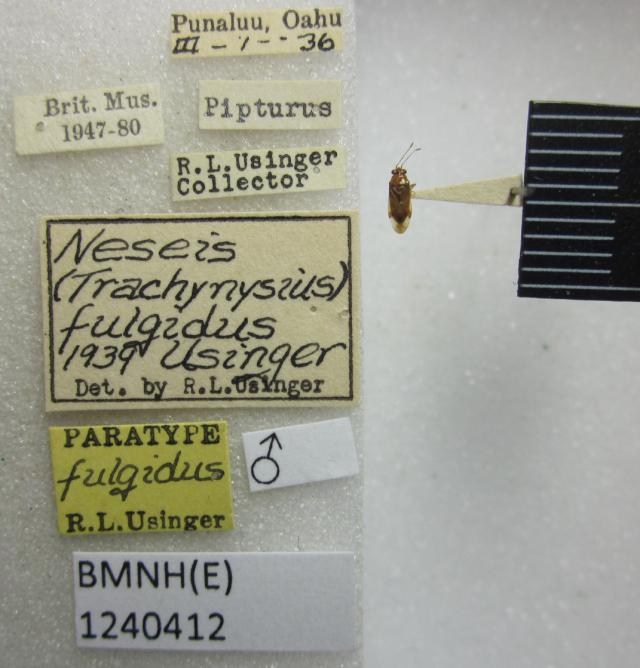 Punaluu, Oahu
III - 1 - 36
Brit. Mus.
1947-80
Pipturus
R.L.Usinger
Collector
Neseis
(Trachynysius)
fulgidus
1939 Usinger
Det. by R.L.Usinger
PARATYPE
fulgidus
R.L.Usinger
♂
BMNH(E)
1240412